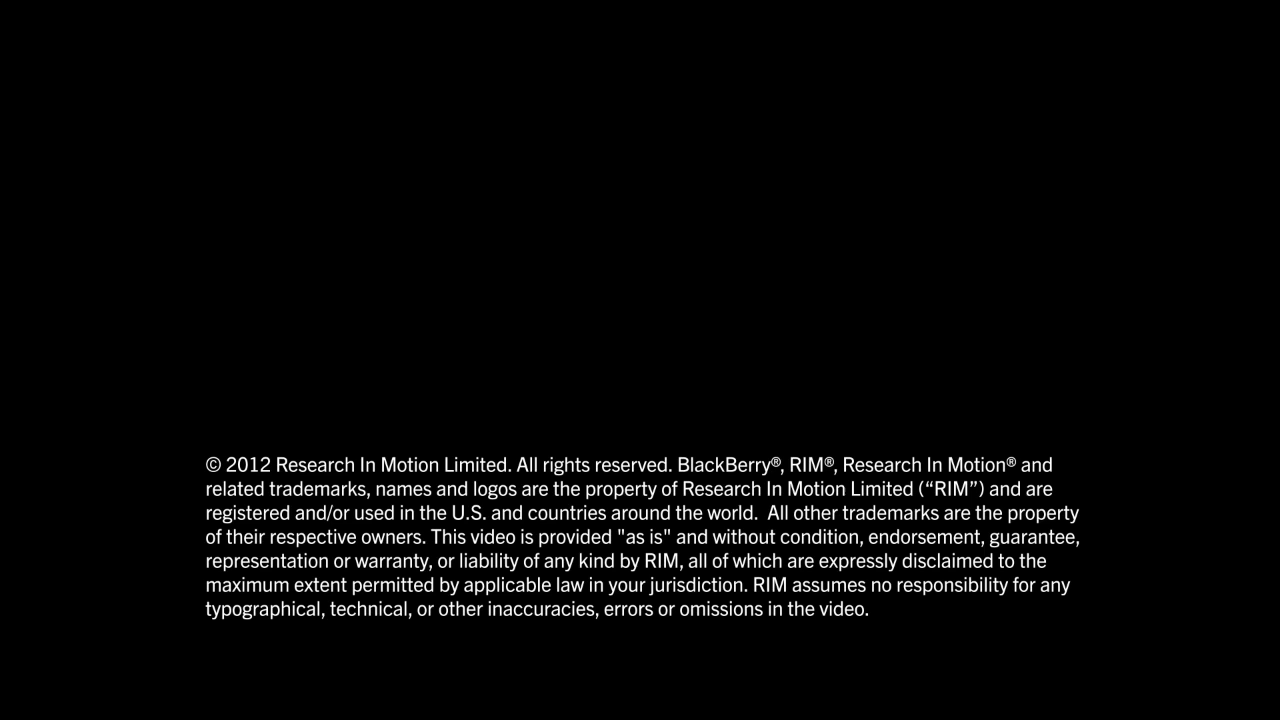 © 2012 Research In Motion Limited. All rights reserved. BlackBerry®, RIM®, Research In Motion® and
related trademarks, names and logos are the property of Research In Motion Limited (“RIM”) and are
registered and/or used in the U.S. and countries around the world.  All other trademarks are the property
of their respective owners. This video is provided "as is" and without condition, endorsement, guarantee,
representation or warranty, or liability of any kind by RIM, all of which are expressly disclaimed to the
maximum extent permitted by applicable law in your jurisdiction. RIM assumes no responsibility for any
typographical, technical, or other inaccuracies, errors or omissions in the video.